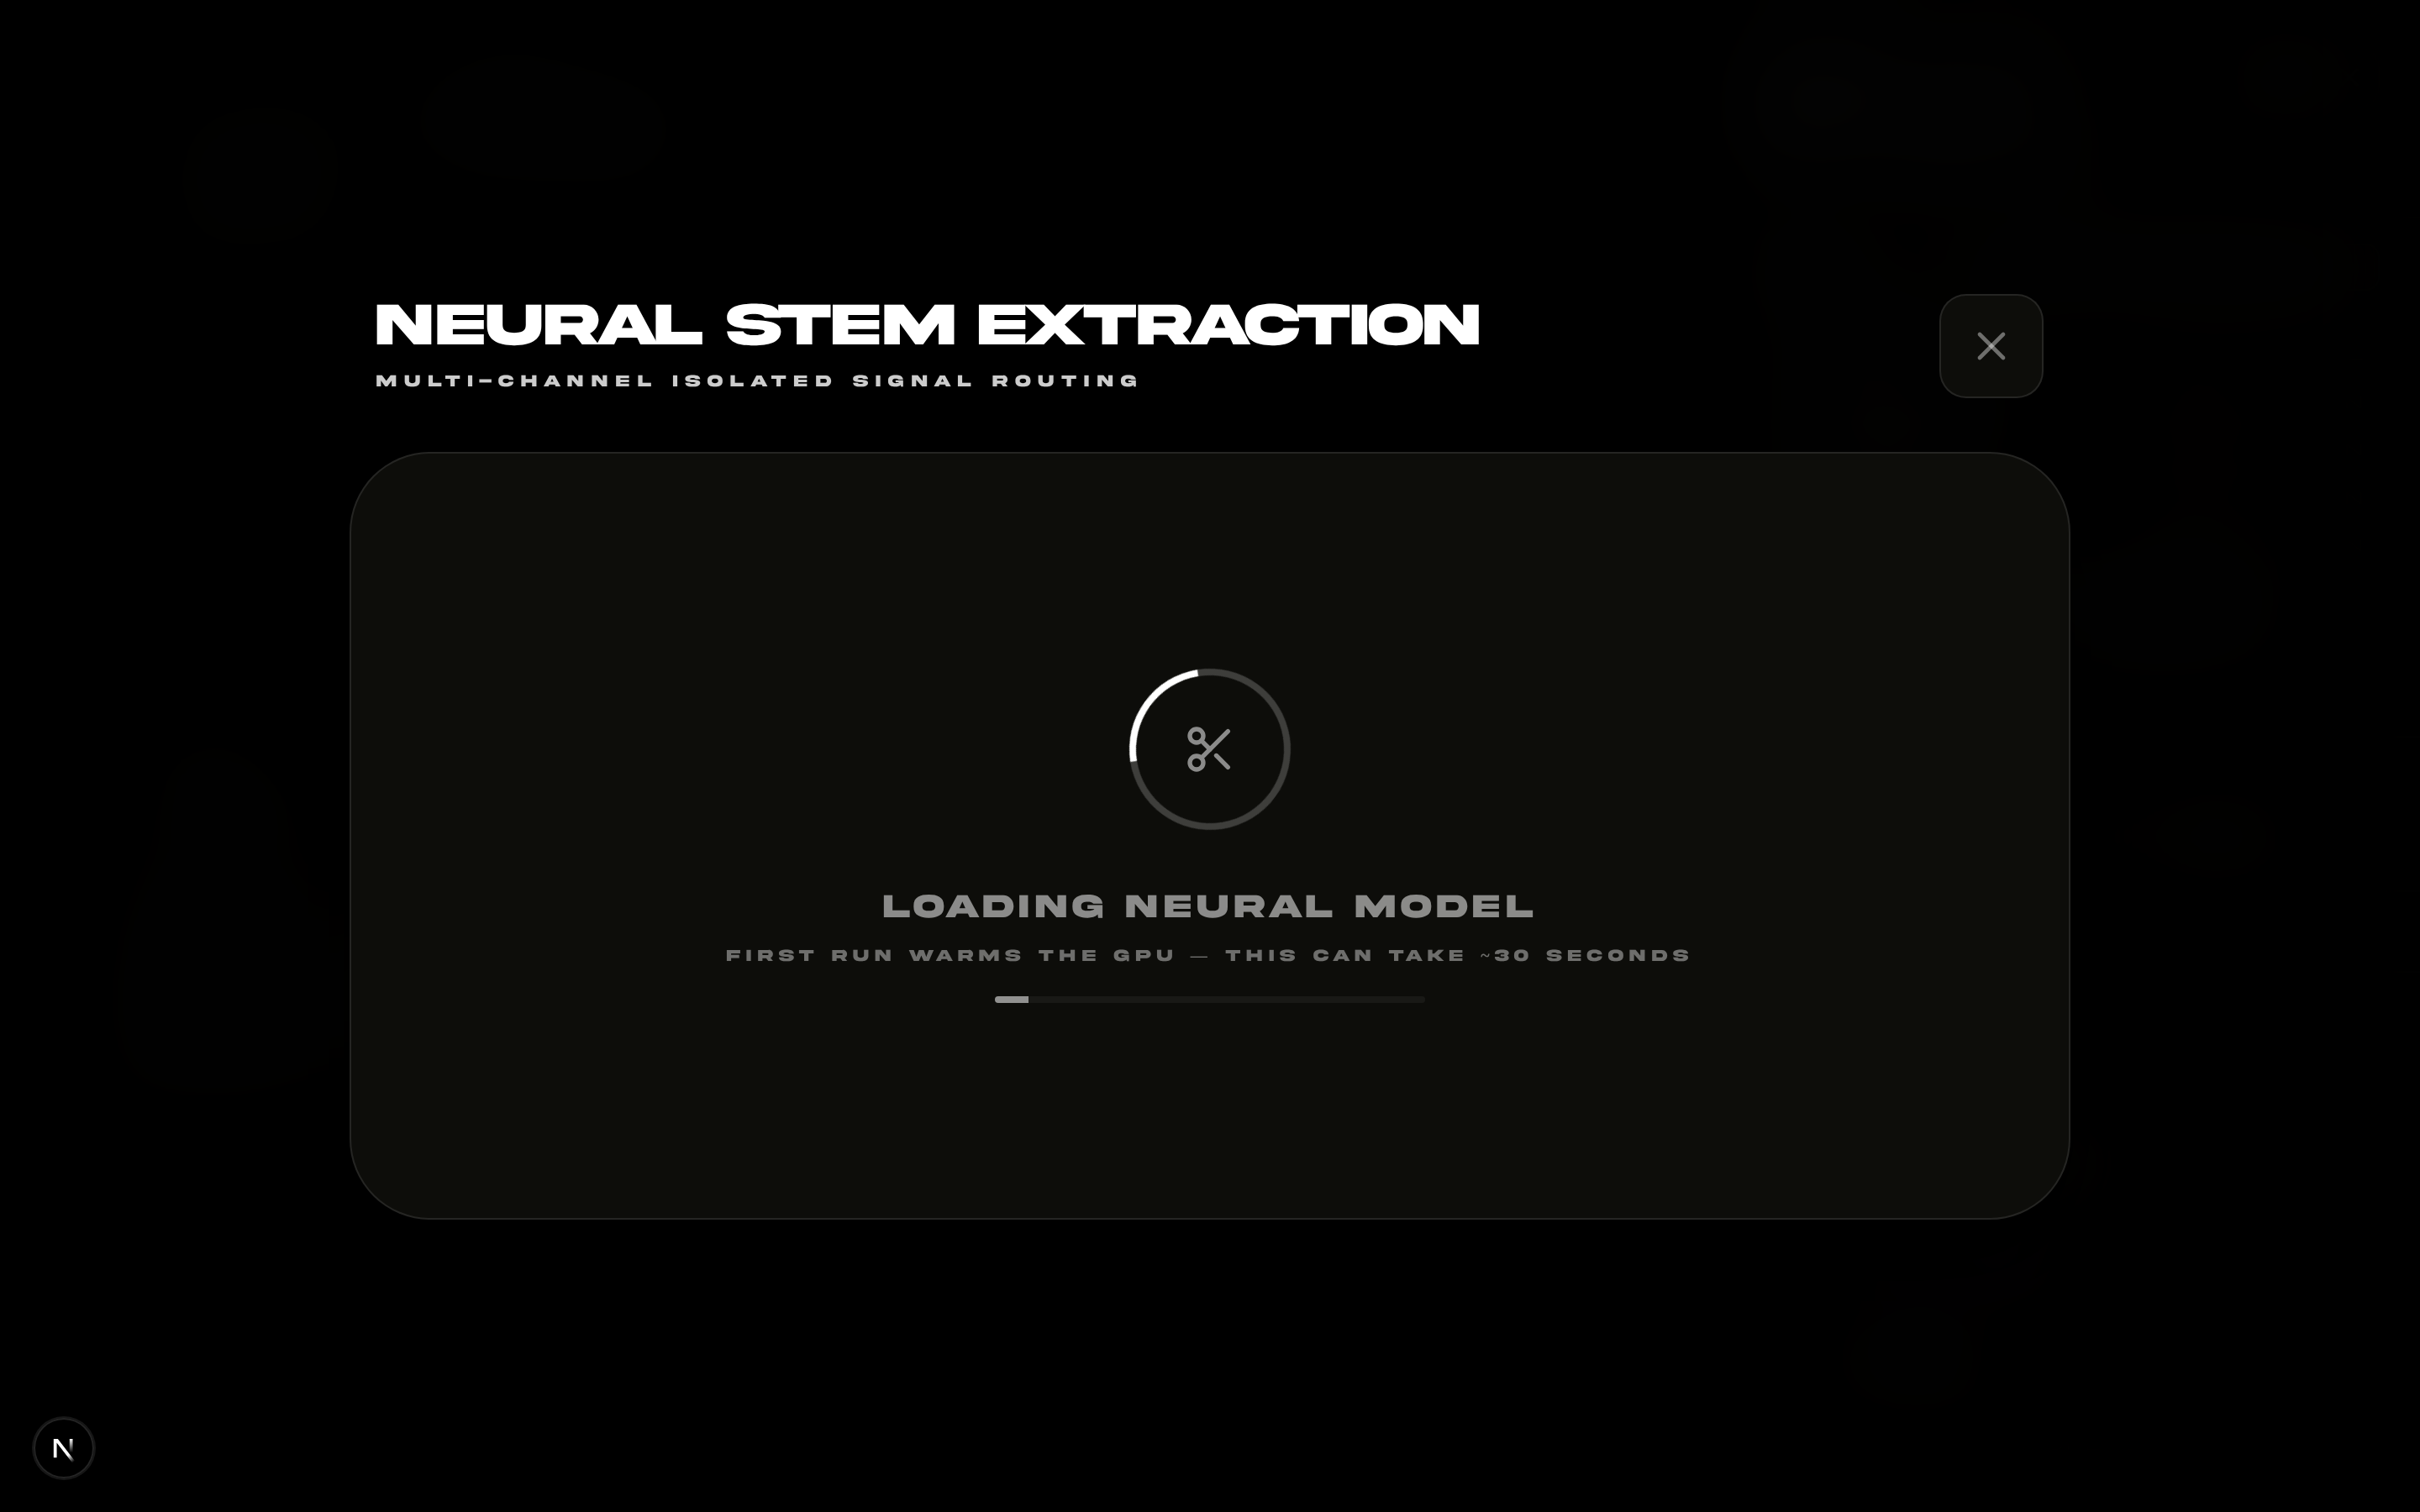 NEURAL STEM EXTRACTION
MULTI-CHANNEL ISOLATED SIGNAL ROUTING
LOADING NEURAL MODEL
FIRST RUN WARMS THE GPU — THIS CAN TAKE ~30 SECONDS
N